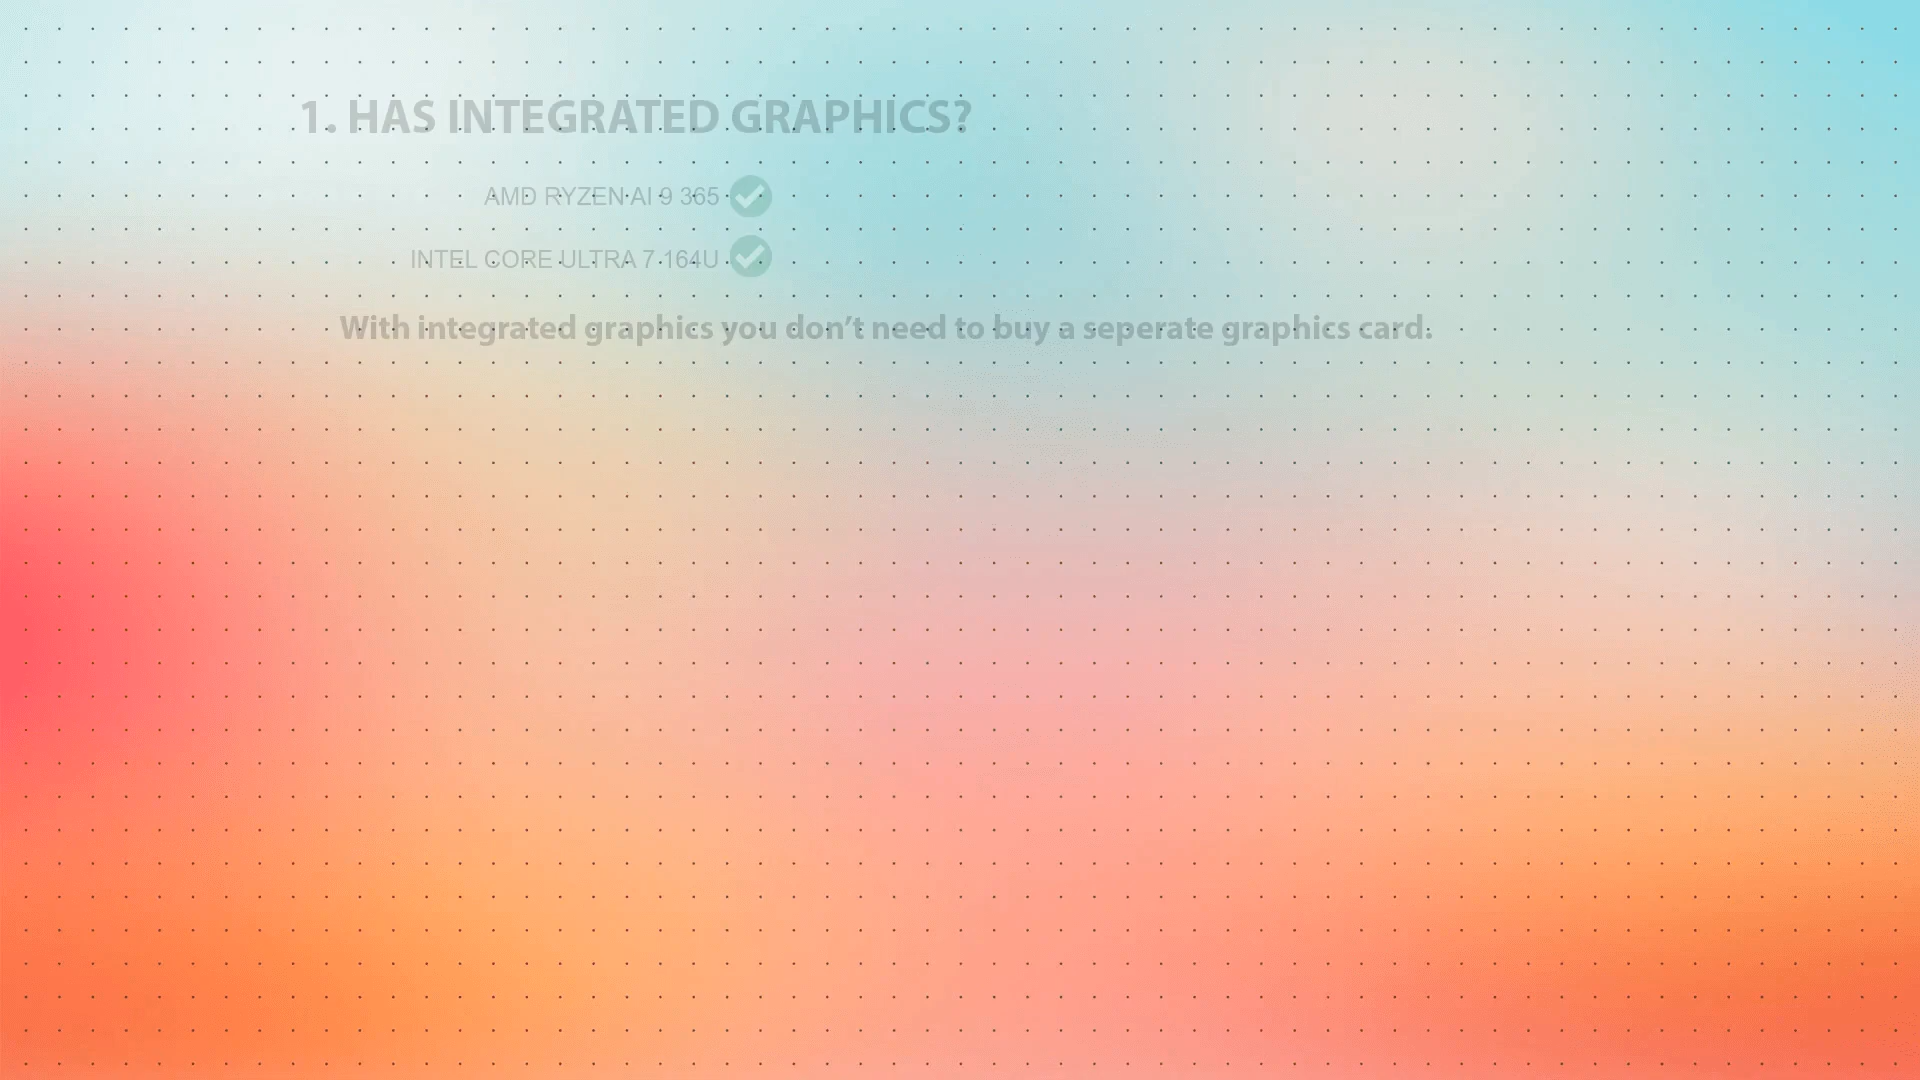 1. HAS INTEGRATED GRAPHICS?
AMD RYZEN AI 9 365
INTEL CORE ULTRA 7 164U
With integrated graphics you don’t need to buy a seperate graphics card.